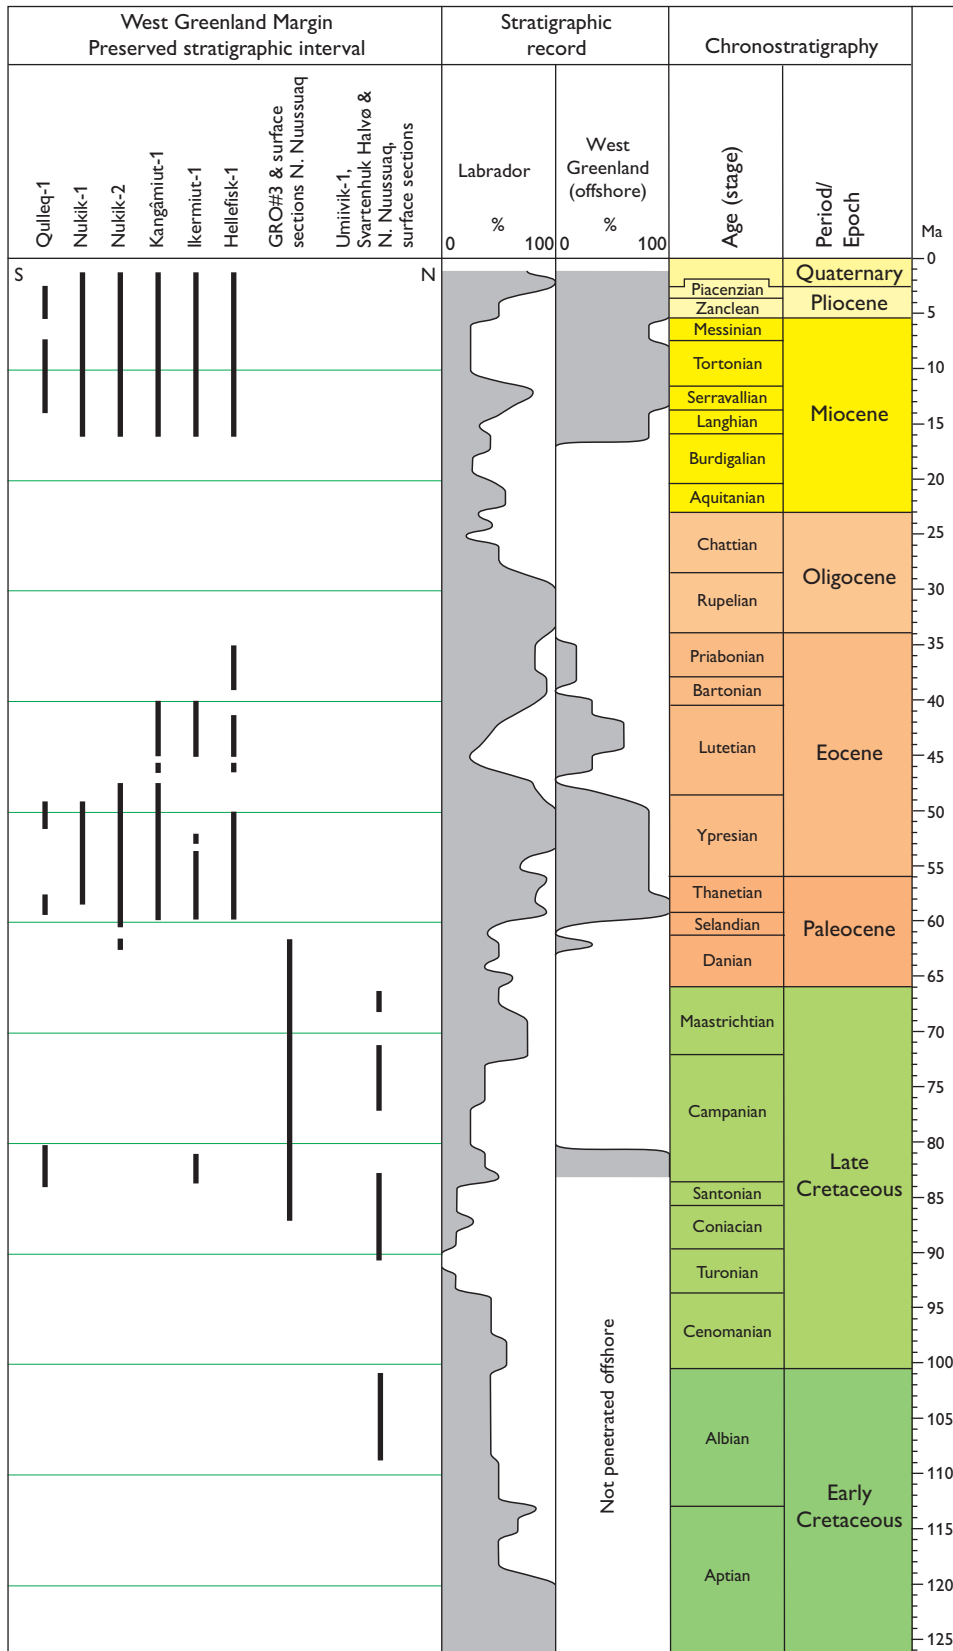 West Greenland Margin
Preserved stratigraphic interval
Stratigraphic
record
Chronostratigraphy
Qulleq-1
Nukik-1
Nukik-2
Kangâmiut-1
Ikermiut-1
Hellefisk-1
GRO#3 & surface
sections N. Nuussuaq
Umiivik-1,
Svartenhuk Halvø &
N. Nuussuaq,
surface sections
Labrador
%
0 100
West
Greenland
(offshore)
%
0 100
Age (stage)
Period/
Epoch
Ma
S
N
0
5
10
15
20
25
30
35
40
45
50
55
60
65
70
75
80
85
90
95
100
105
110
115
120
125
Piacenzian
Zanclean
Messinian
Tortonian
Serravallian
Langhian
Burdigalian
Aquitanian
Chattian
Rupelian
Priabonian
Bartonian
Lutetian
Ypresian
Thanetian
Selandian
Danian
Maastrichtian
Campanian
Santonian
Coniacian
Turonian
Cenomanian
Albian
Aptian
Quaternary
Pliocene
Miocene
Oligocene
Eocene
Paleocene
Late
Cretaceous
Early
Cretaceous
Not penetrated offshore